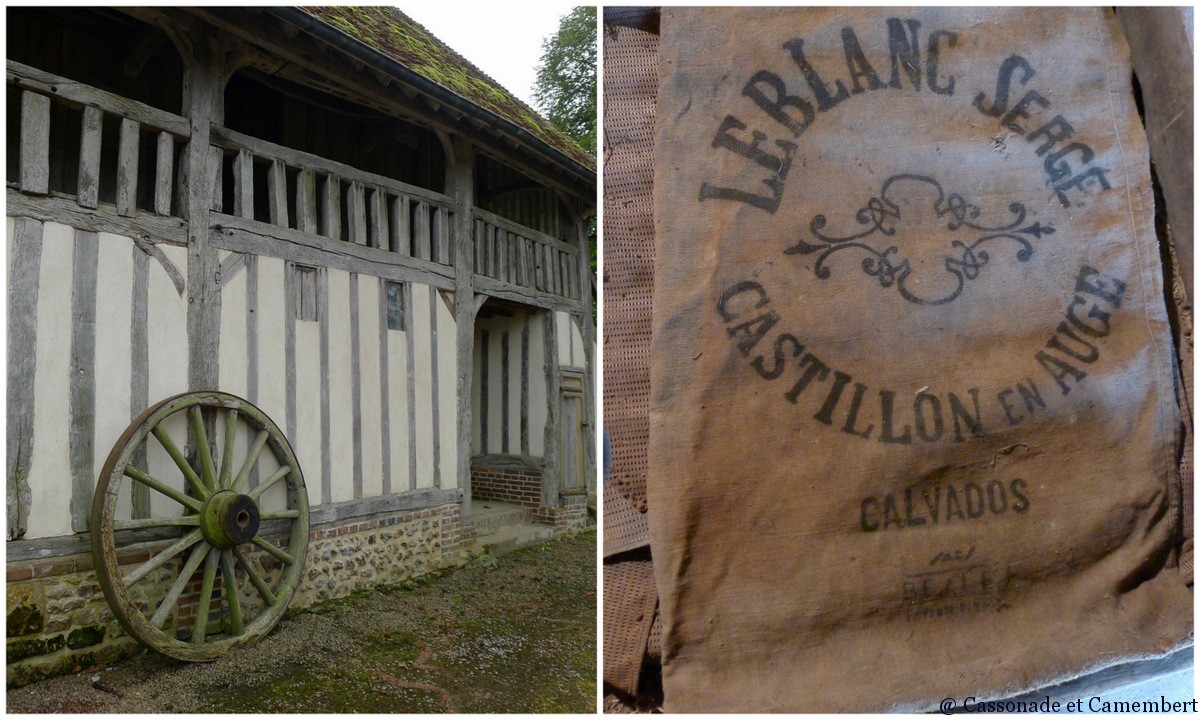 LEBLANC SERGE
CASTILLON EN AUGE
CALVADOS
@ Cassonade et Camembert